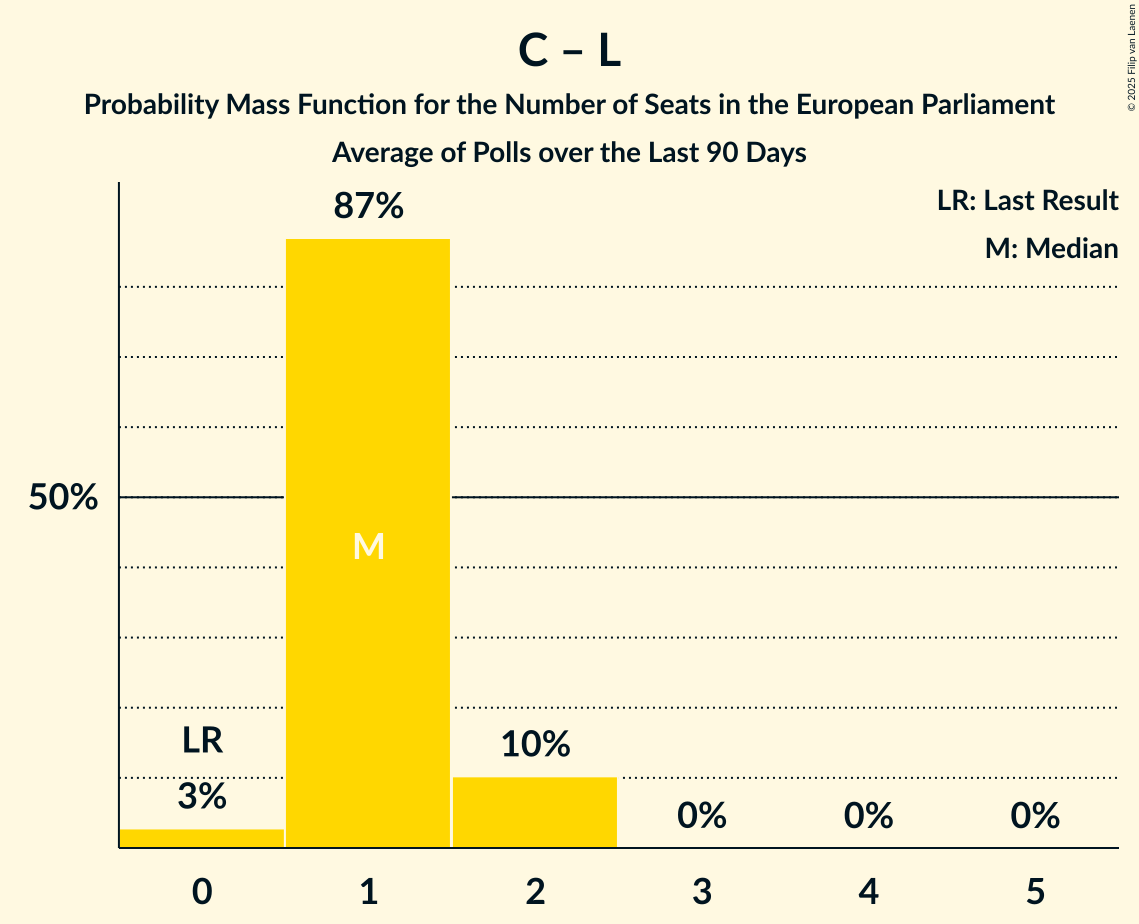 © 2025 Filip van Laenen
C – L
Probability Mass Function for the Number of Seats in the European Parliament
Average of Polls over the Last 90 Days
LR: Last Result
M: Median
87%
50%
M
LR
3%
10%
0%
0%
0%
0
1
2
3
4
5